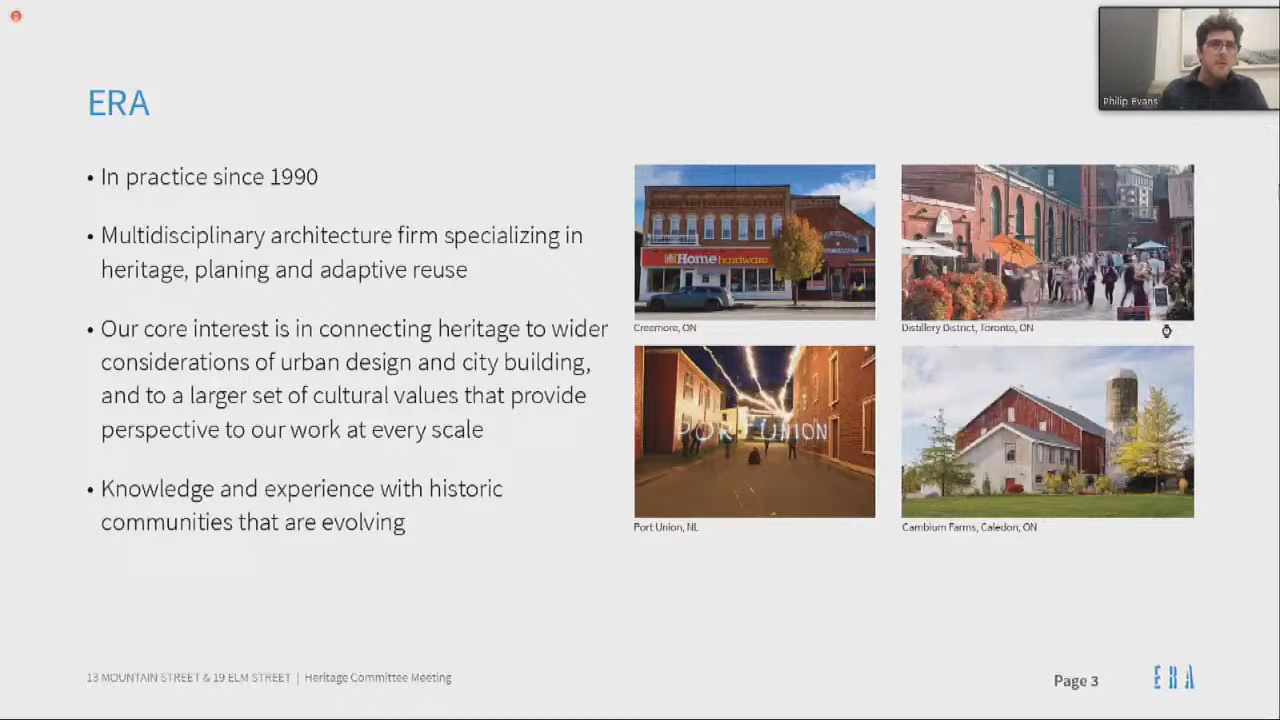 Philip Evans
ERA
• In practice since 1990
• Multidisciplinary architecture firm specializing in
heritage, planing and adaptive reuse
• Our core interest is in connecting heritage to wider
considerations of urban design and city building,
and to a larger set of cultural values that provide
perspective to our work at every scale
• Knowledge and experience with historic
communities that are evolving
Home hardware
Creemore, ON
Distillery District, Toronto, ON
PORT UNION
Port Union, NL
Cambium Farms, Caledon, ON
13 MOUNTAIN STREET & 19 ELM STREET | Heritage Committee Meeting
Page 3
ERA